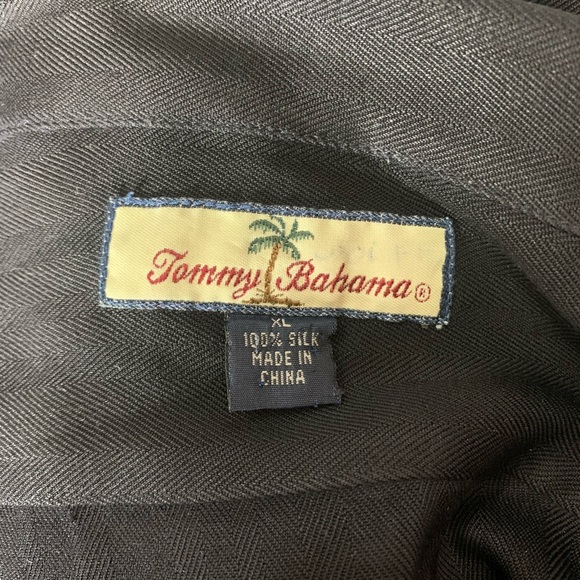 Tommy Bahama®
XL
100% SILK
MADE IN
CHINA